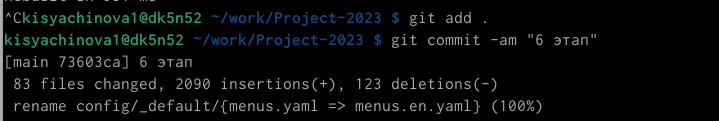 ^Ckisyachinova1@dk5n52 ~/work/Project-2023 $ git add .
kisyachinova1@dk5n52 ~/work/Project-2023 $ git commit -am "6 этап"
[main 73603ca] 6 этап
 83 files changed, 2090 insertions(+), 123 deletions(-)
 rename config/_default/{menus.yaml => menus.en.yaml} (100%)